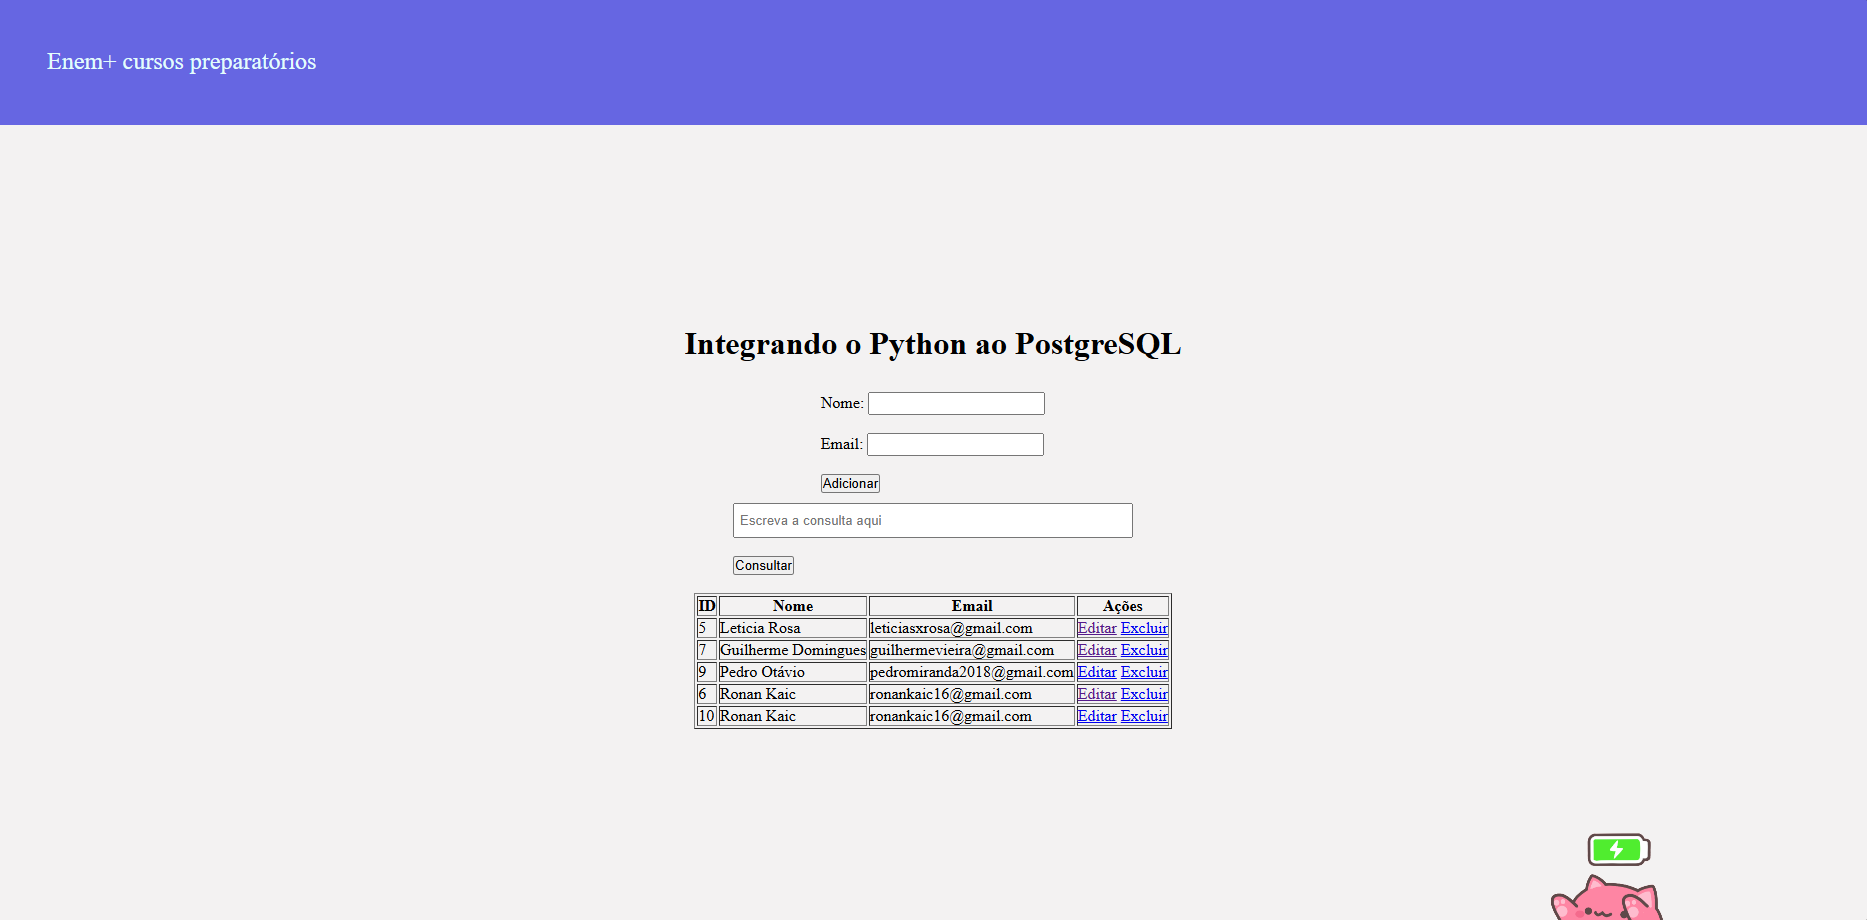 Enem+ cursos preparatórios
Integrando o Python ao PostgreSQL
Nome:
Email:
Adicionar
Escreva a consulta aqui
Consultar
ID Nome Email Ações
5 Leticia Rosa leticiasxrosa@gmail.com Editar Excluir
7 Guilherme Domingues guilhermevieira@gmail.com Editar Excluir
9 Pedro Otávio pedromiranda2018@gmail.com Editar Excluir
6 Ronan Kaic ronankaic16@gmail.com Editar Excluir
10 Ronan Kaic ronankaic16@gmail.com Editar Excluir